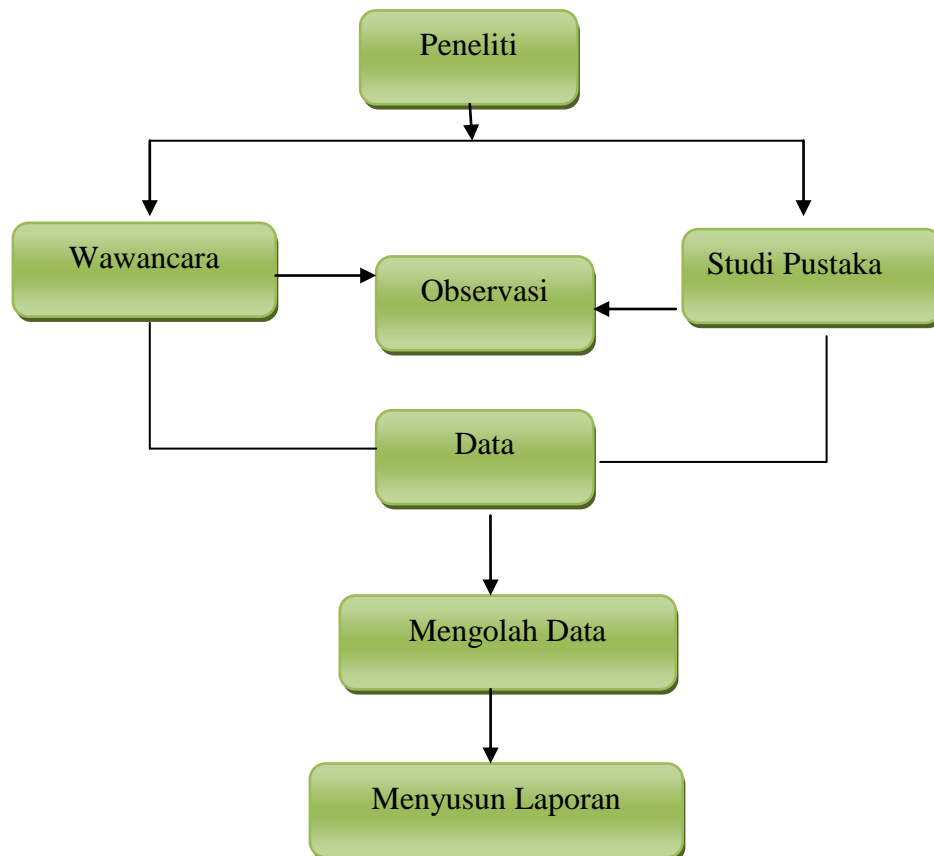 Peneliti
Wawancara
Observasi
Studi Pustaka
Data
Mengolah Data
Menyusun Laporan